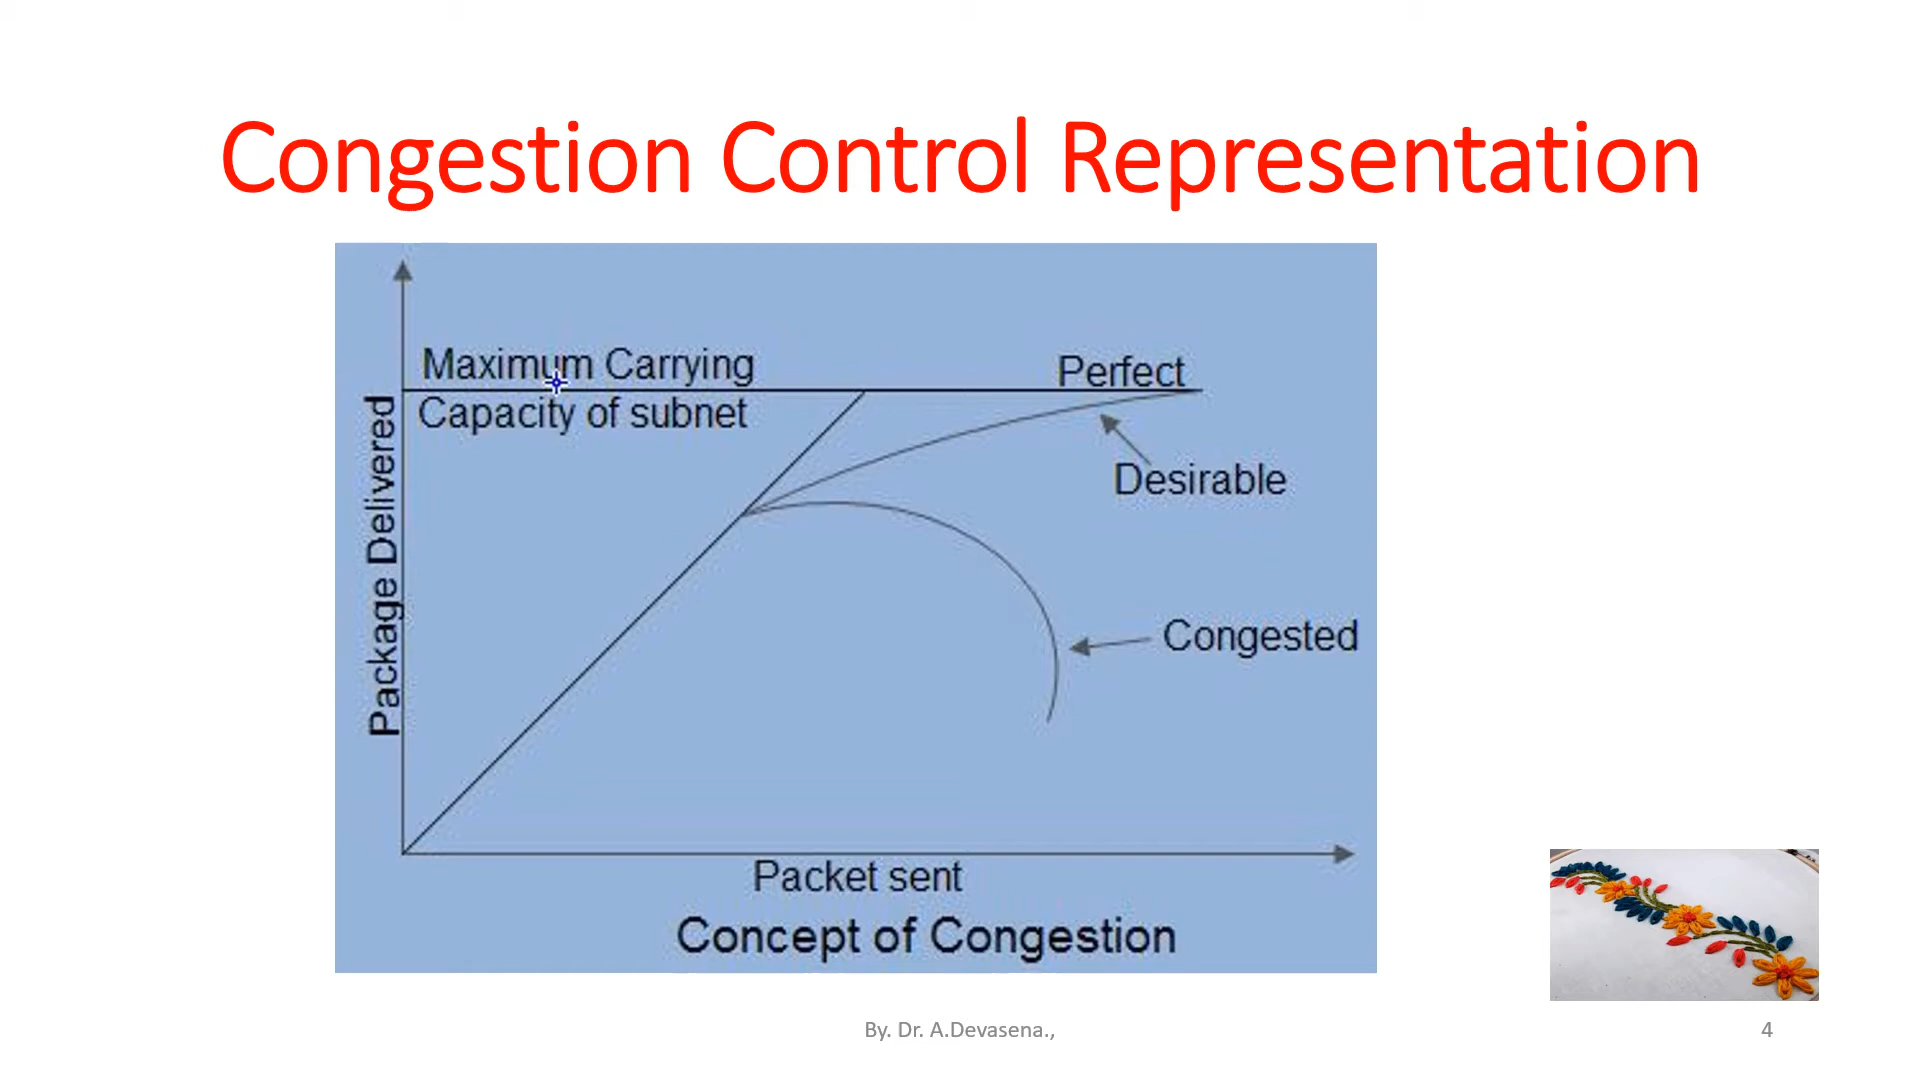 Congestion Control Representation
Maximum Carrying
Perfect
Capacity of subnet
Package Delivered
Desirable
Congested
Packet sent
Concept of Congestion
By. Dr. A.Devasena.,
4